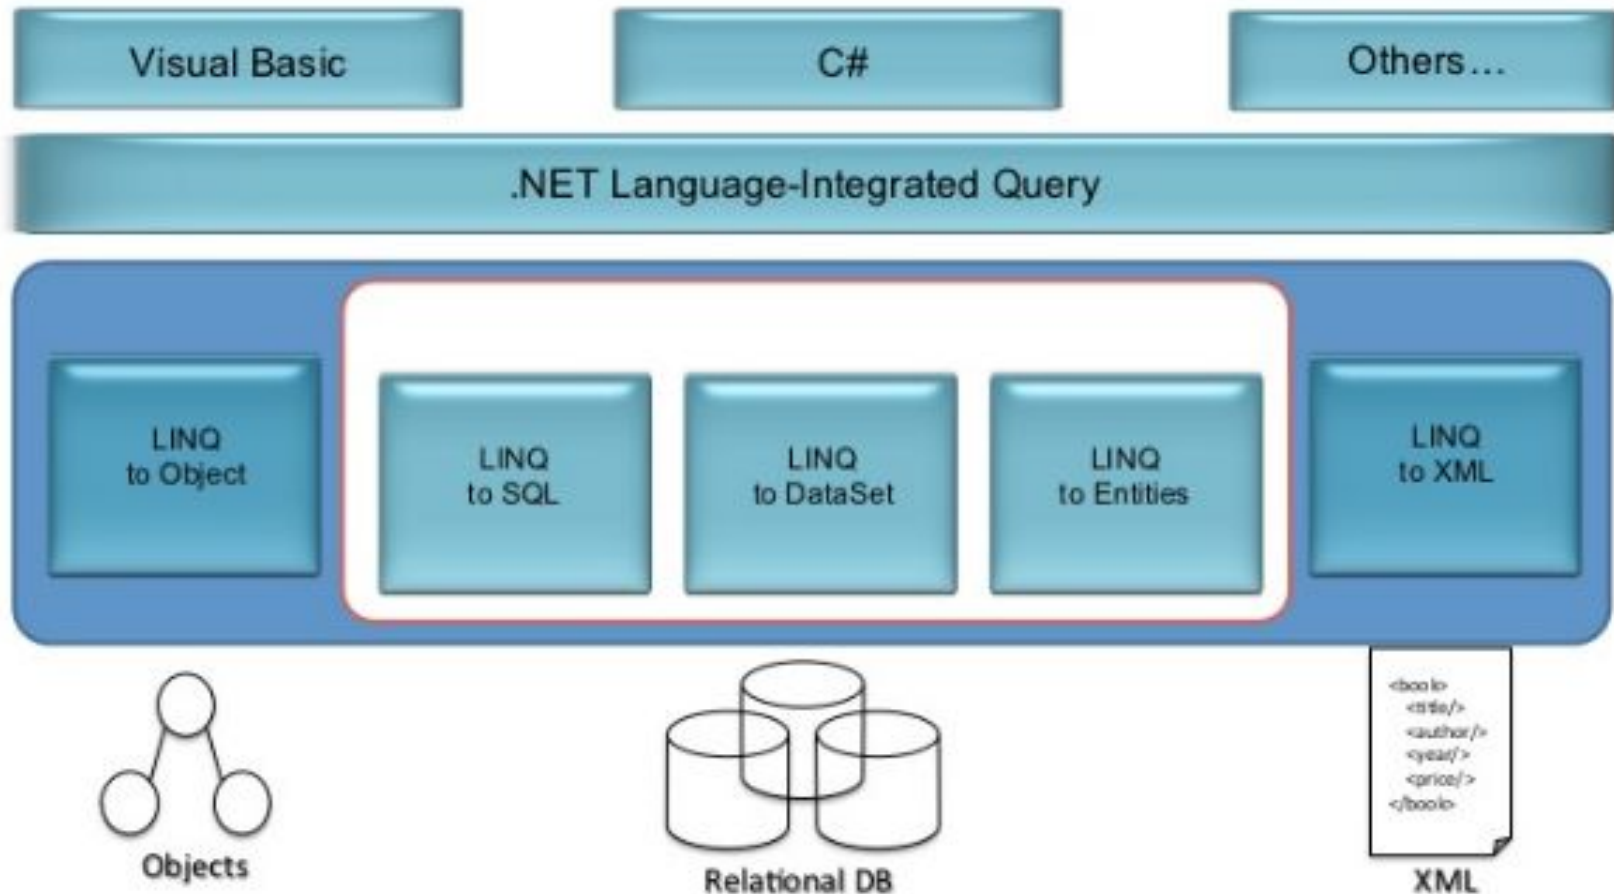 Visual Basic
C#
Others...
.NET Language-Integrated Query
LINQ
to Object
LINQ
to SQL
LINQ
to DataSet
LINQ
to Entities
LINQ
to XML
<book>
<title/>
<author/>
<year/>
<price/>
</book>
Objects
Relational DB
XML